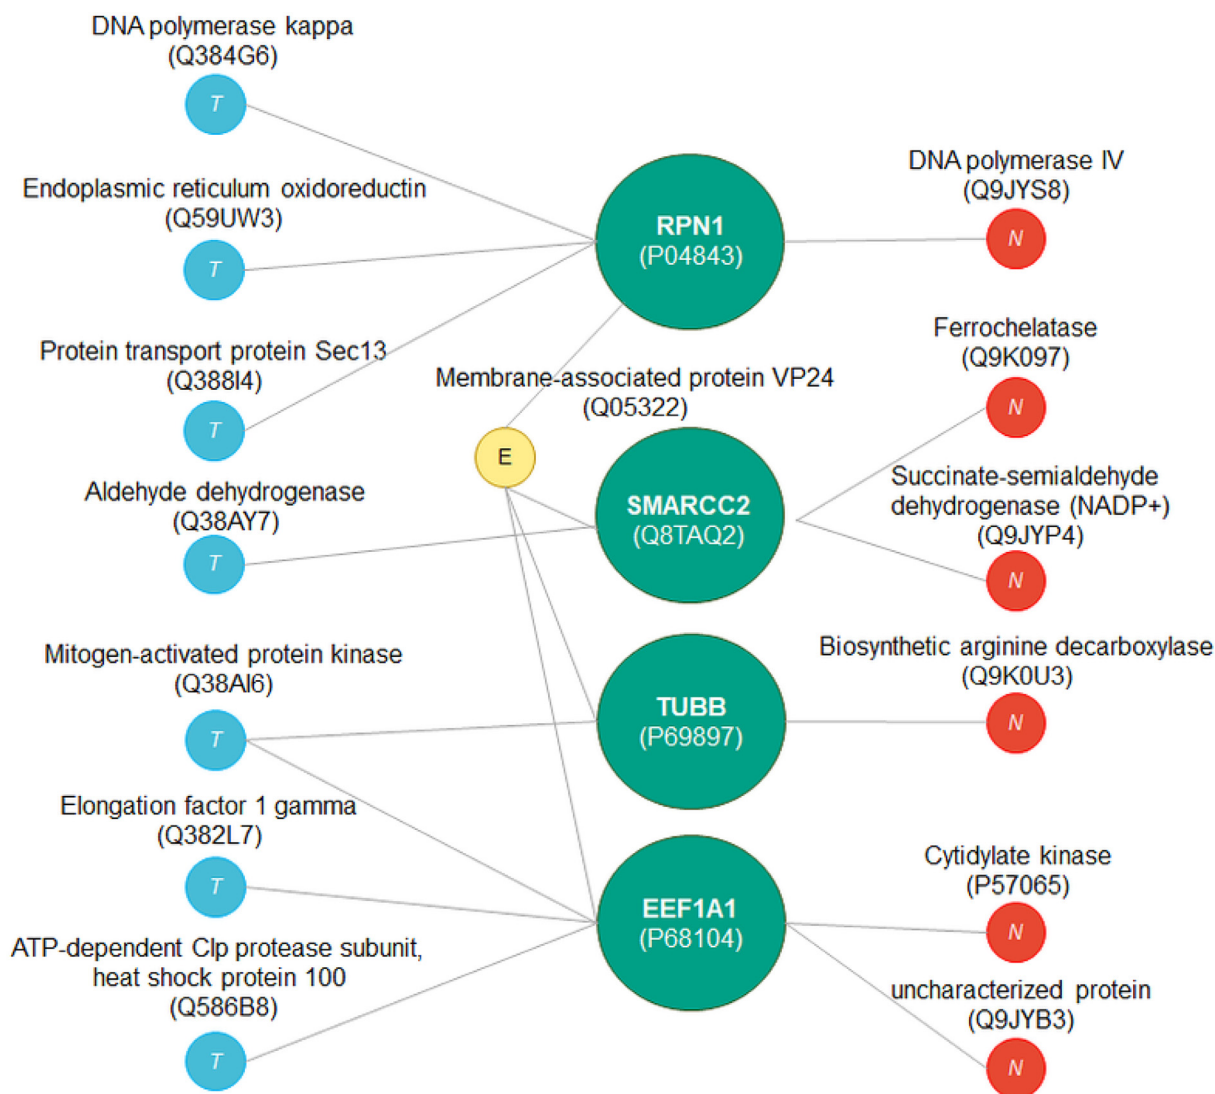 DNA polymerase kappa
(Q384G6)
T
Endoplasmic reticulum oxidoreductin
(Q59UW3)
T
Protein transport protein Sec13
(Q388I4)
T
Aldehyde dehydrogenase
(Q38AY7)
T
Mitogen-activated protein kinase
(Q38AI6)
T
Elongation factor 1 gamma
(Q382L7)
T
ATP-dependent Clp protease subunit,
heat shock protein 100
(Q586B8)
T
Membrane-associated protein VP24
(Q05322)
E
RPN1
(P04843)
SMARCC2
(Q8TAQ2)
TUBB
(P69897)
EEF1A1
(P68104)
DNA polymerase IV
(Q9JYS8)
N
Ferrochelatase
(Q9K097)
N
Succinate-semialdehyde
dehydrogenase (NADP+)
(Q9JYP4)
N
Biosynthetic arginine decarboxylase
(Q9K0U3)
N
Cytidylate kinase
(P57065)
N
uncharacterized protein
(Q9JYB3)
N